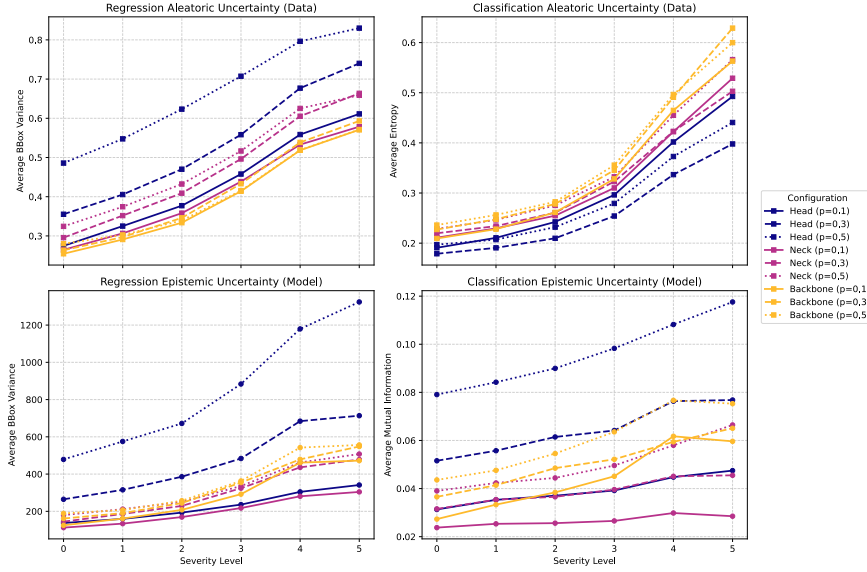 Regression Aleatoric Uncertainty (Data)
Average BBox Variance
0.8
0.7
0.6
0.5
0.4
0.3
Classification Aleatoric Uncertainty (Data)
Average Entropy
0.6
0.5
0.4
0.3
0.2
Regression Epistemic Uncertainty (Model)
Average BBox Variance
1200
1000
800
600
400
200
0 1 2 3 4 5
Severity Level
Classification Epistemic Uncertainty (Model)
Average Mutual Information
0.12
0.10
0.08
0.06
0.04
0.02
0 1 2 3 4 5
Severity Level
Configuration
Head (p=0.1)
Head (p=0.3)
Head (p=0.5)
Neck (p=0.1)
Neck (p=0.3)
Neck (p=0.5)
Backbone (p=0.1
Backbone (p=0.3
Backbone (p=0.5